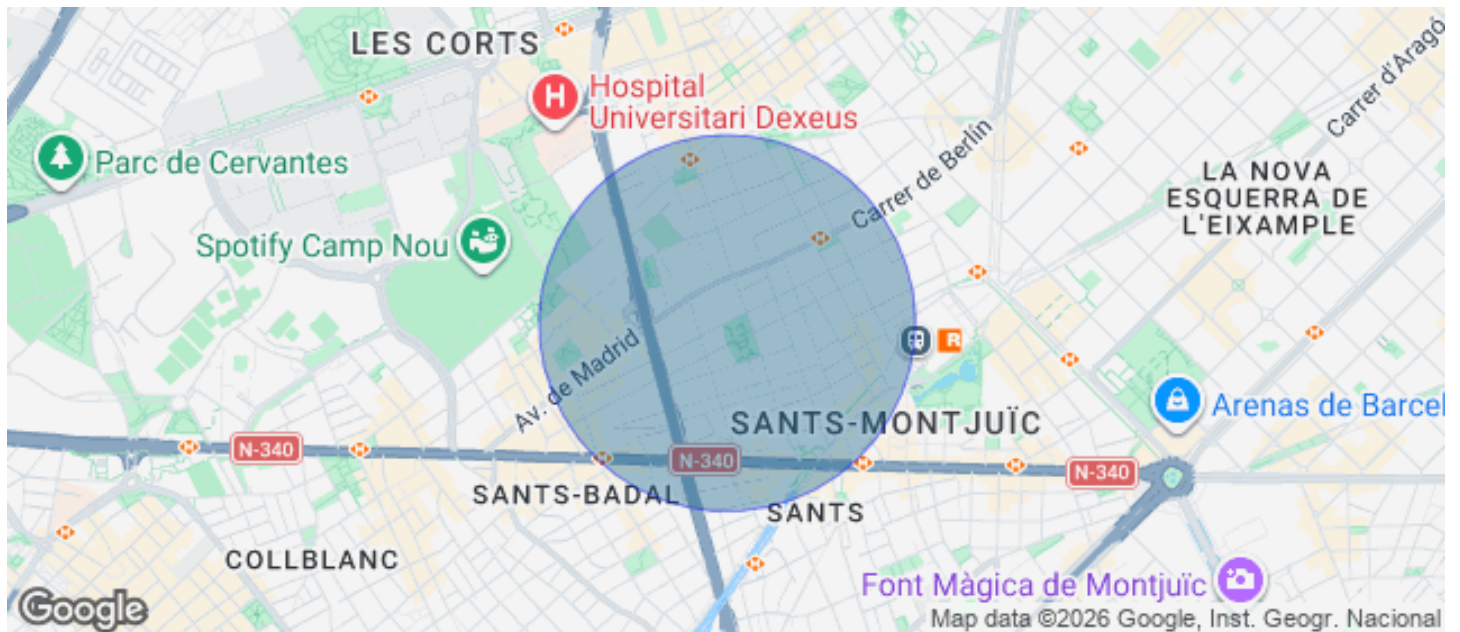 LES CORTS
H
Hospital
Universitari Dexeus
Carrer d'Aragó
Parc de Cervantes
Carrer de Berlín
LA NOVA
ESQUERRA DE
L'EIXAMPLE
Spotify Camp Nou
Av. de Madrid
R
Arenas de Barcel
SANTS-MONTJUÏC
N-340
N-340
N-340
SANTS-BADAL
SANTS
COLLBLANC
Font Màgica de Montjuïc
Google
Map data ©2026 Google, Inst. Geogr. Nacional